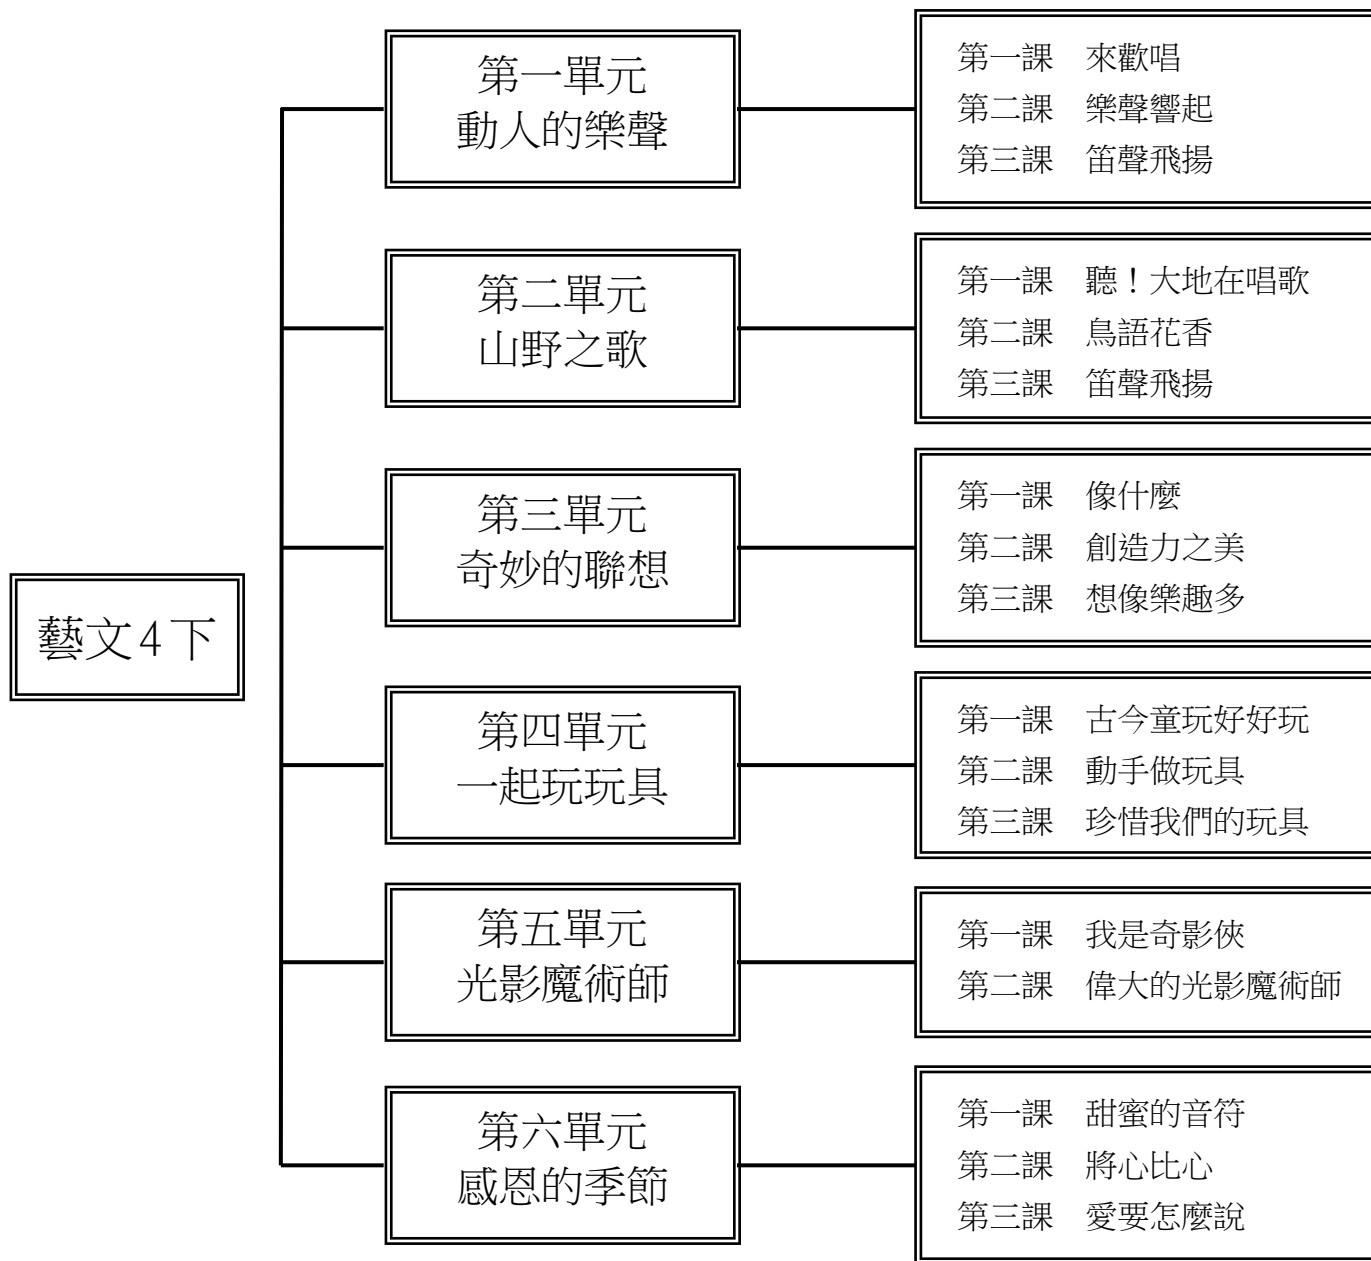 藝文4下
第一單元
動人的樂聲
第一課　來歡唱
第二課　樂聲響起
第三課　笛聲飛揚
第二單元
山野之歌
第一課　聽！大地在唱歌
第二課　鳥語花香
第三課　笛聲飛揚
第三單元
奇妙的聯想
第一課　像什麼
第二課　創造力之美
第三課　想像樂趣多
第四單元
一起玩玩具
第一課　古今童玩好好玩
第二課　動手做玩具
第三課　珍惜我們的玩具
第五單元
光影魔術師
第一課　我是奇影俠
第二課　偉大的光影魔術師
第六單元
感恩的季節
第一課　甜蜜的音符
第二課　將心比心
第三課　愛要怎麼說